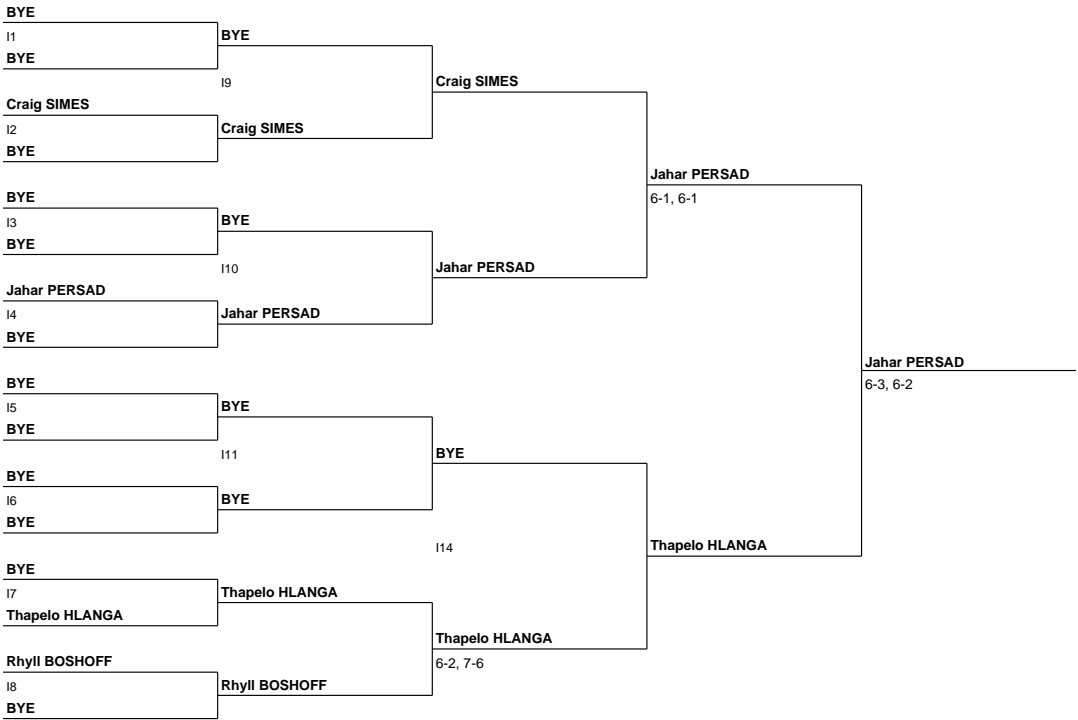 BYE
I1
BYE
BYE
I9
Craig SIMES
Craig SIMES
I2
BYE
Craig SIMES
Jahar PERSAD
6-1, 6-1
BYE
I3
BYE
BYE
I10
Jahar PERSAD
Jahar PERSAD
I4
BYE
Jahar PERSAD
Jahar PERSAD
6-3, 6-2
BYE
I5
BYE
BYE
I11
BYE
BYE
I6
BYE
BYE
I14
Thapelo HLANGA
BYE
I7
Thapelo HLANGA
Thapelo HLANGA
Thapelo HLANGA
6-2, 7-6
Rhyll BOSHOFF
I8
BYE
Rhyll BOSHOFF